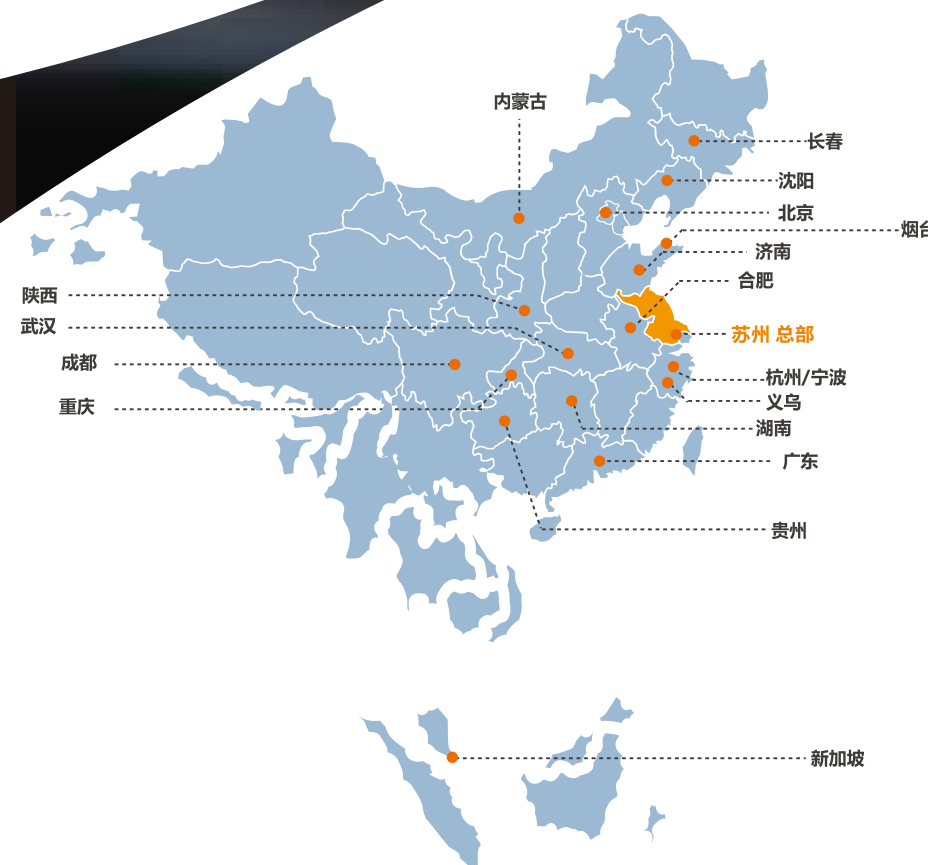 内蒙古
长春
沈阳
北京
烟台
济南
合肥
陕西
武汉
苏州 总部
成都
杭州/宁波
义乌
重庆
湖南
广东
贵州
新加坡